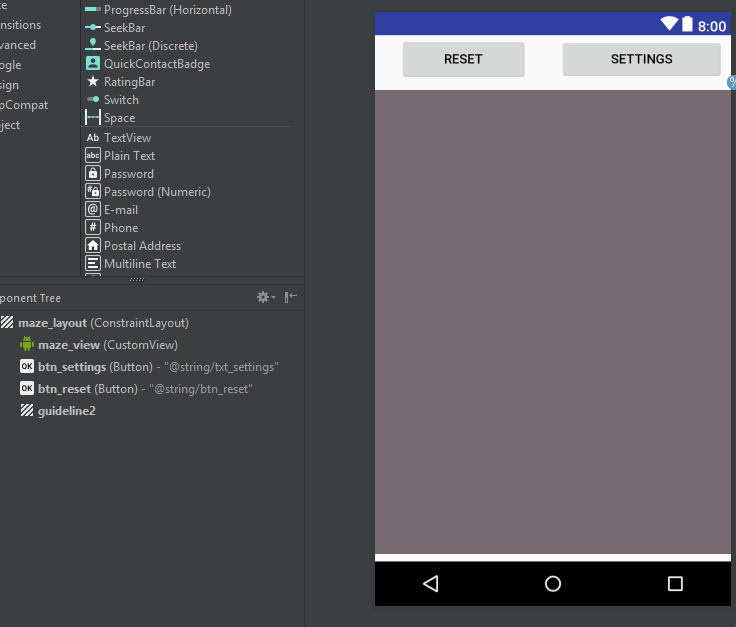 ProgressBar (Horizontal)
SeekBar
nsitions
SeekBar (Discrete)
vanced
QuickContactBadge
ogle
RatingBar
sign
Switch
pCompat
Space
ject
Ab TextView
abc Plain Text
Password
Password (Numeric)
@ E-mail
# Phone
Postal Address
Multiline Text
ponent Tree
maze_layout (ConstraintLayout)
maze_view (CustomView)
OK btn_settings (Button) - "@string/txt_settings"
OK btn_reset (Button) - "@string/btn_reset"
guideline2
8:00
RESET SETTINGS